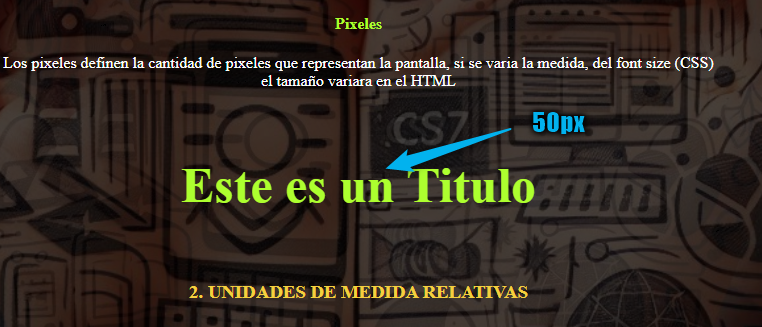 Pixeles
Los pixeles definen la cantidad de pixeles que representan la pantalla, si se varia la medida, del font size (CSS)
el tamaño variara en el HTML
CS7
50px
Este es un Titulo
2. UNIDADES DE MEDIDA RELATIVAS